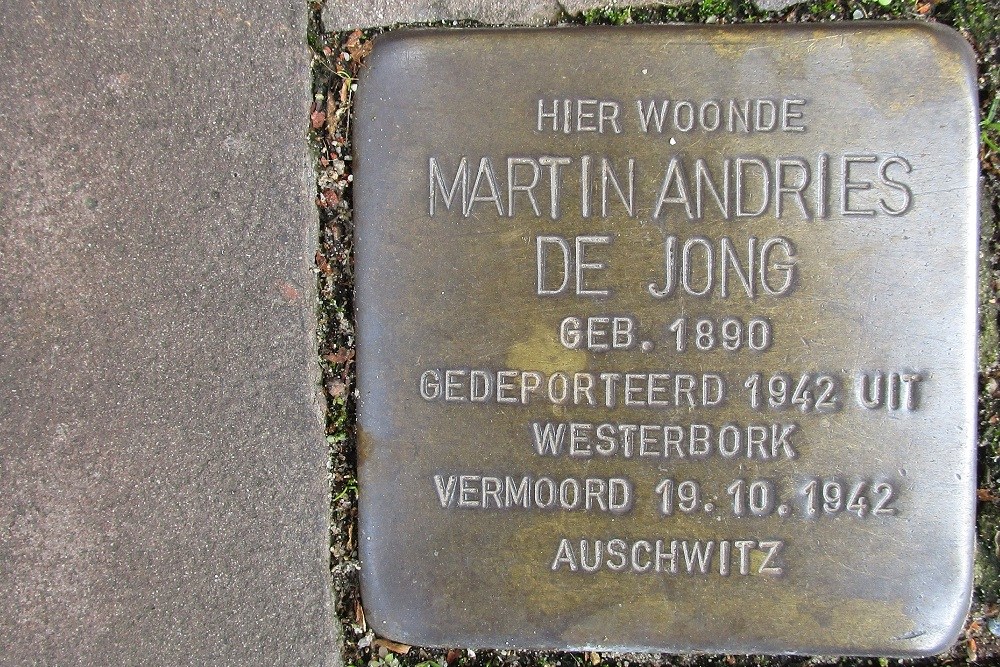 HIER WOONDE
MARTIN ANDRIES
DE JONG
GEB. 1890
GEDEPORTEERD 1942 UIT
WESTERBORK
VERMOORD 19.10.1942
AUSCHWITZ